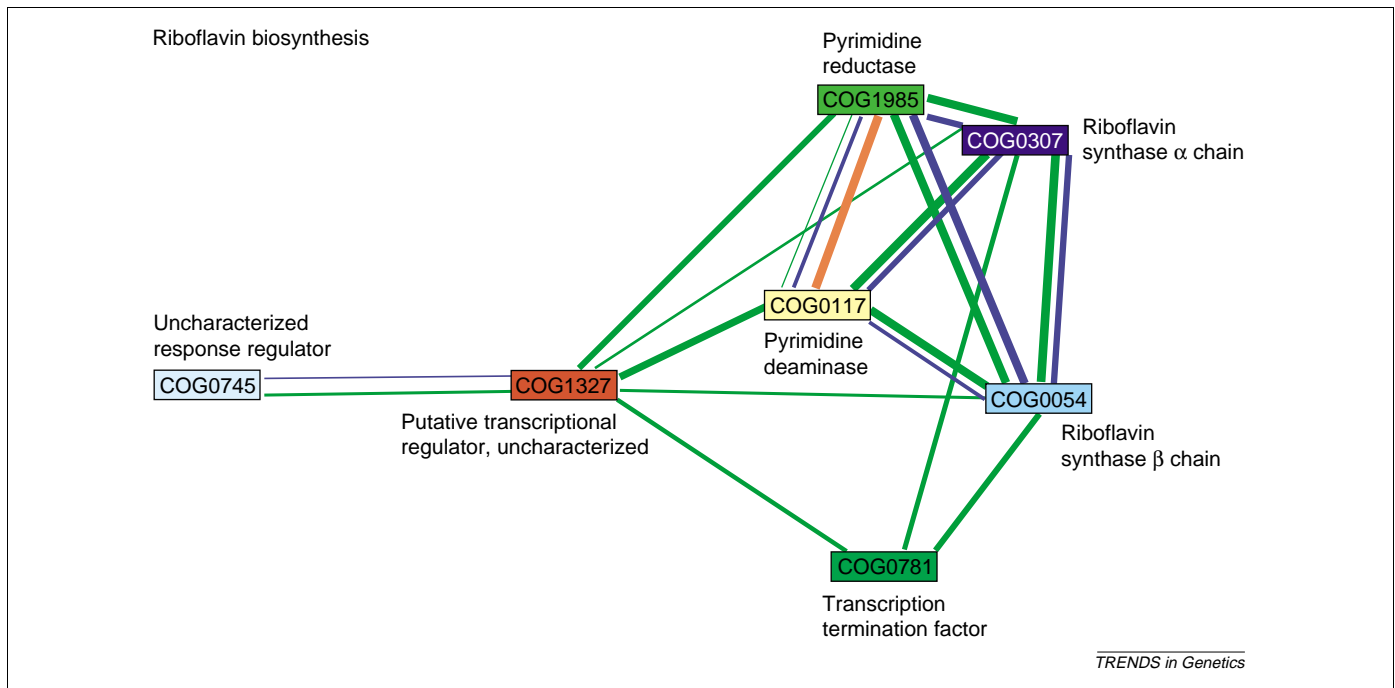 Riboflavin biosynthesis
Pyrimidine
reductase
COG1985
COG0307
Riboflavin
synthase α chain
COG0117
Pyrimidine
deaminase
Uncharacterized
response regulator
COG0745
COG1327
Putative transcriptional
regulator, uncharacterized
COG0054
Riboflavin
synthase β chain
COG0781
Transcription
termination factor
TRENDS in Genetics